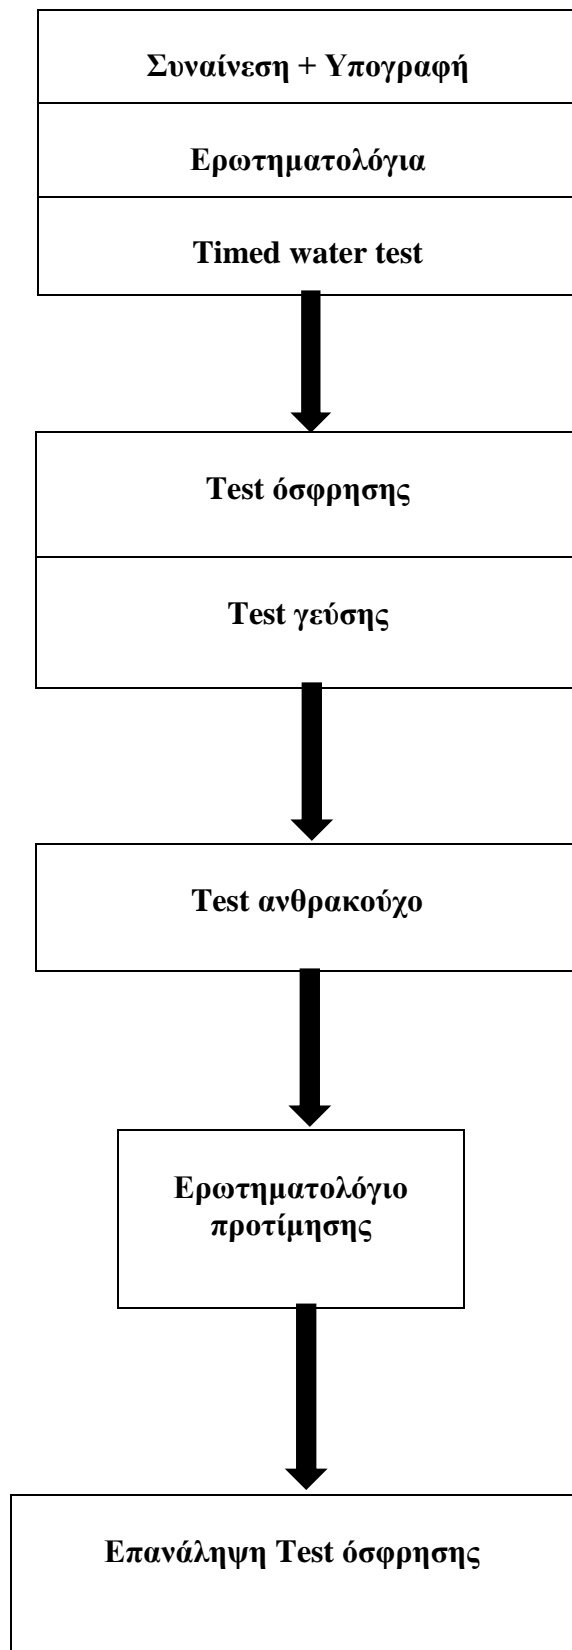 Συναίνεση + Υπογραφή
Ερωτηματολόγια
Timed water test
Test όσφρησης
Test γεύσης
Test ανθρακούχο
Ερωτηματολόγιο
προτίμησης
Επανάληψη Test όσφρησης